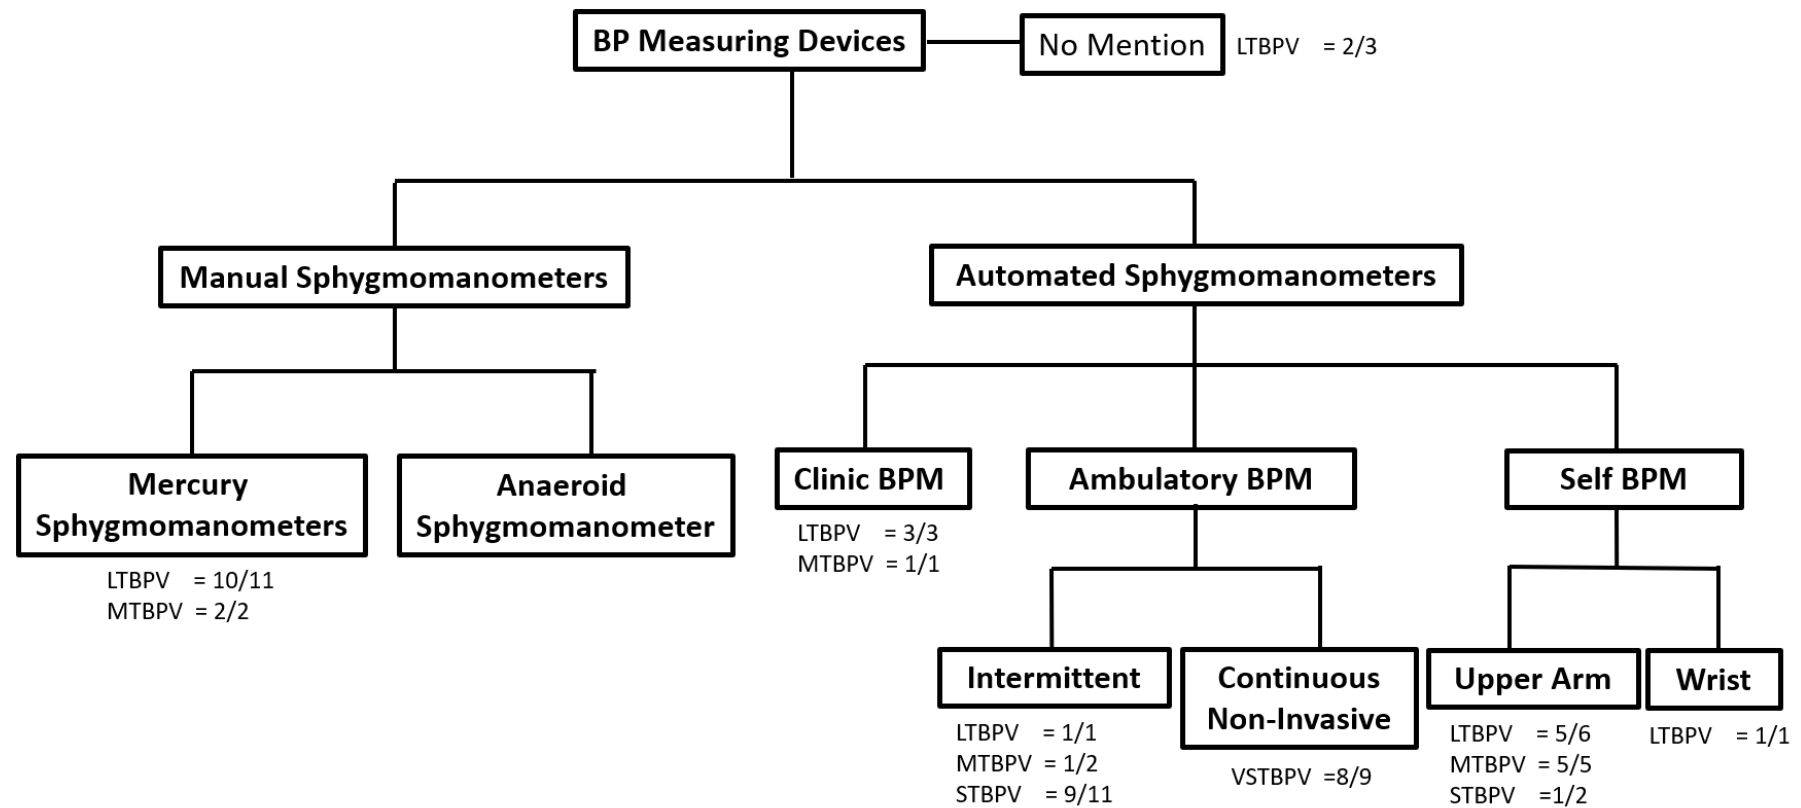 BP Measuring Devices
No Mention
LTBPV = 2/3
Manual Sphygmomanometers
Automated Sphygmomanometers
Mercury
Sphygmomanometers
LTBPV = 10/11
MTBPV = 2/2
Anaeroid
Sphygmomanometer
Clinic BPM
LTBPV = 3/3
MTBPV = 1/1
Ambulatory BPM
Self BPM
Intermittent
LTBPV = 1/1
MTBPV = 1/2
STBPV = 9/11
Continuous
Non-Invasive
VSTBPV =8/9
Upper Arm
LTBPV = 5/6
MTBPV = 5/5
STBPV =1/2
Wrist
LTBPV = 1/1